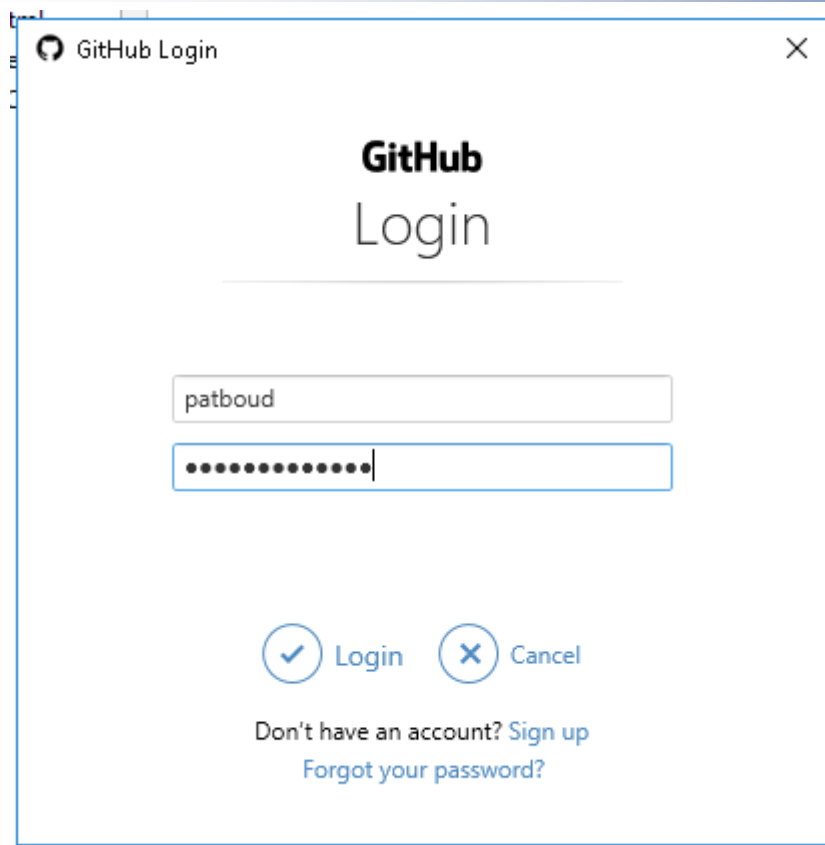 GitHub Login
GitHub
Login
patboud
•••••••••••••
Login Cancel
Don't have an account? Sign up
Forgot your password?